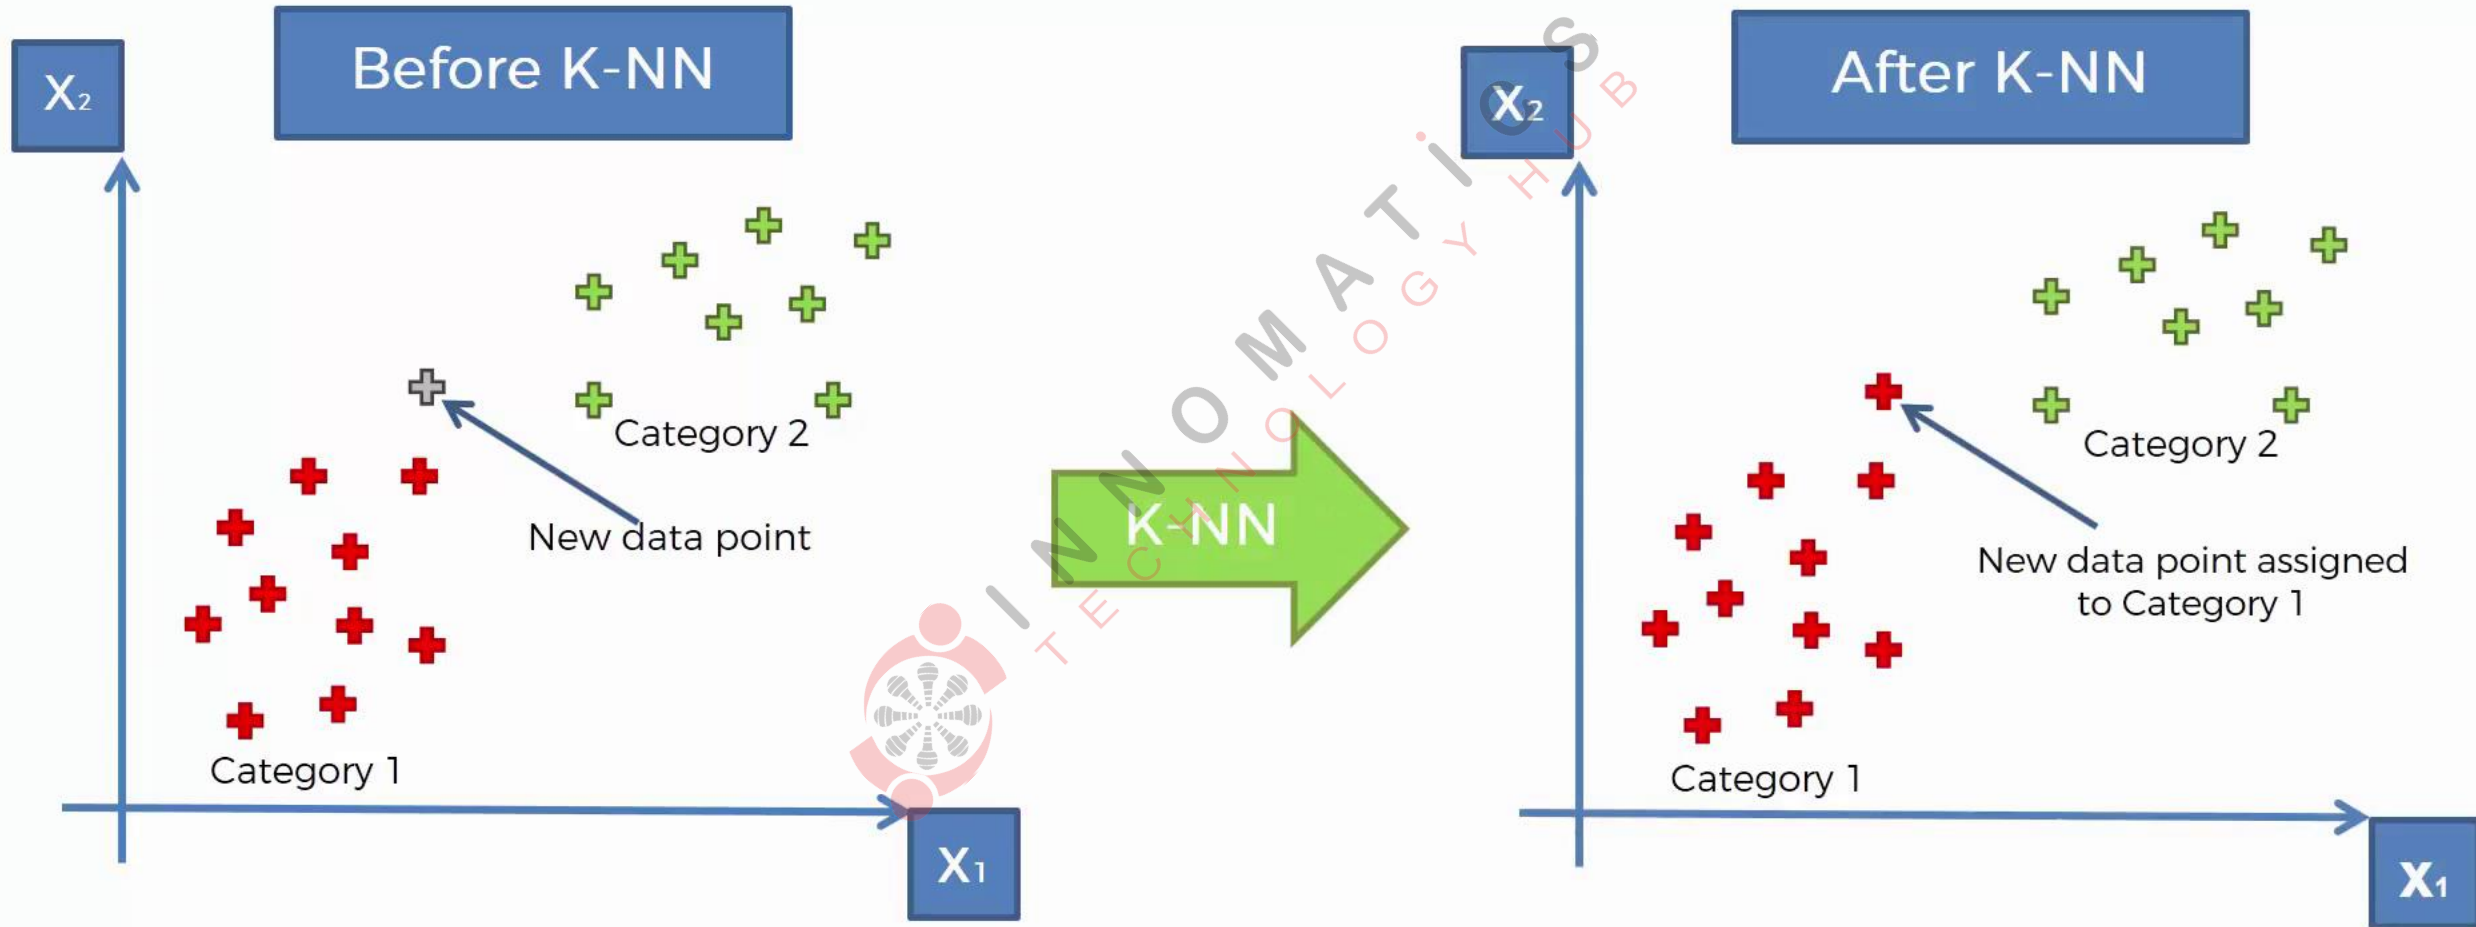 Before K-NN
X₂
Category 2
New data point
Category 1
X₁
K-NN
INNOMATiCS
TECHNOLOGY HUB
After K-NN
X₂
Category 2
New data point assigned
to Category 1
Category 1
X₁